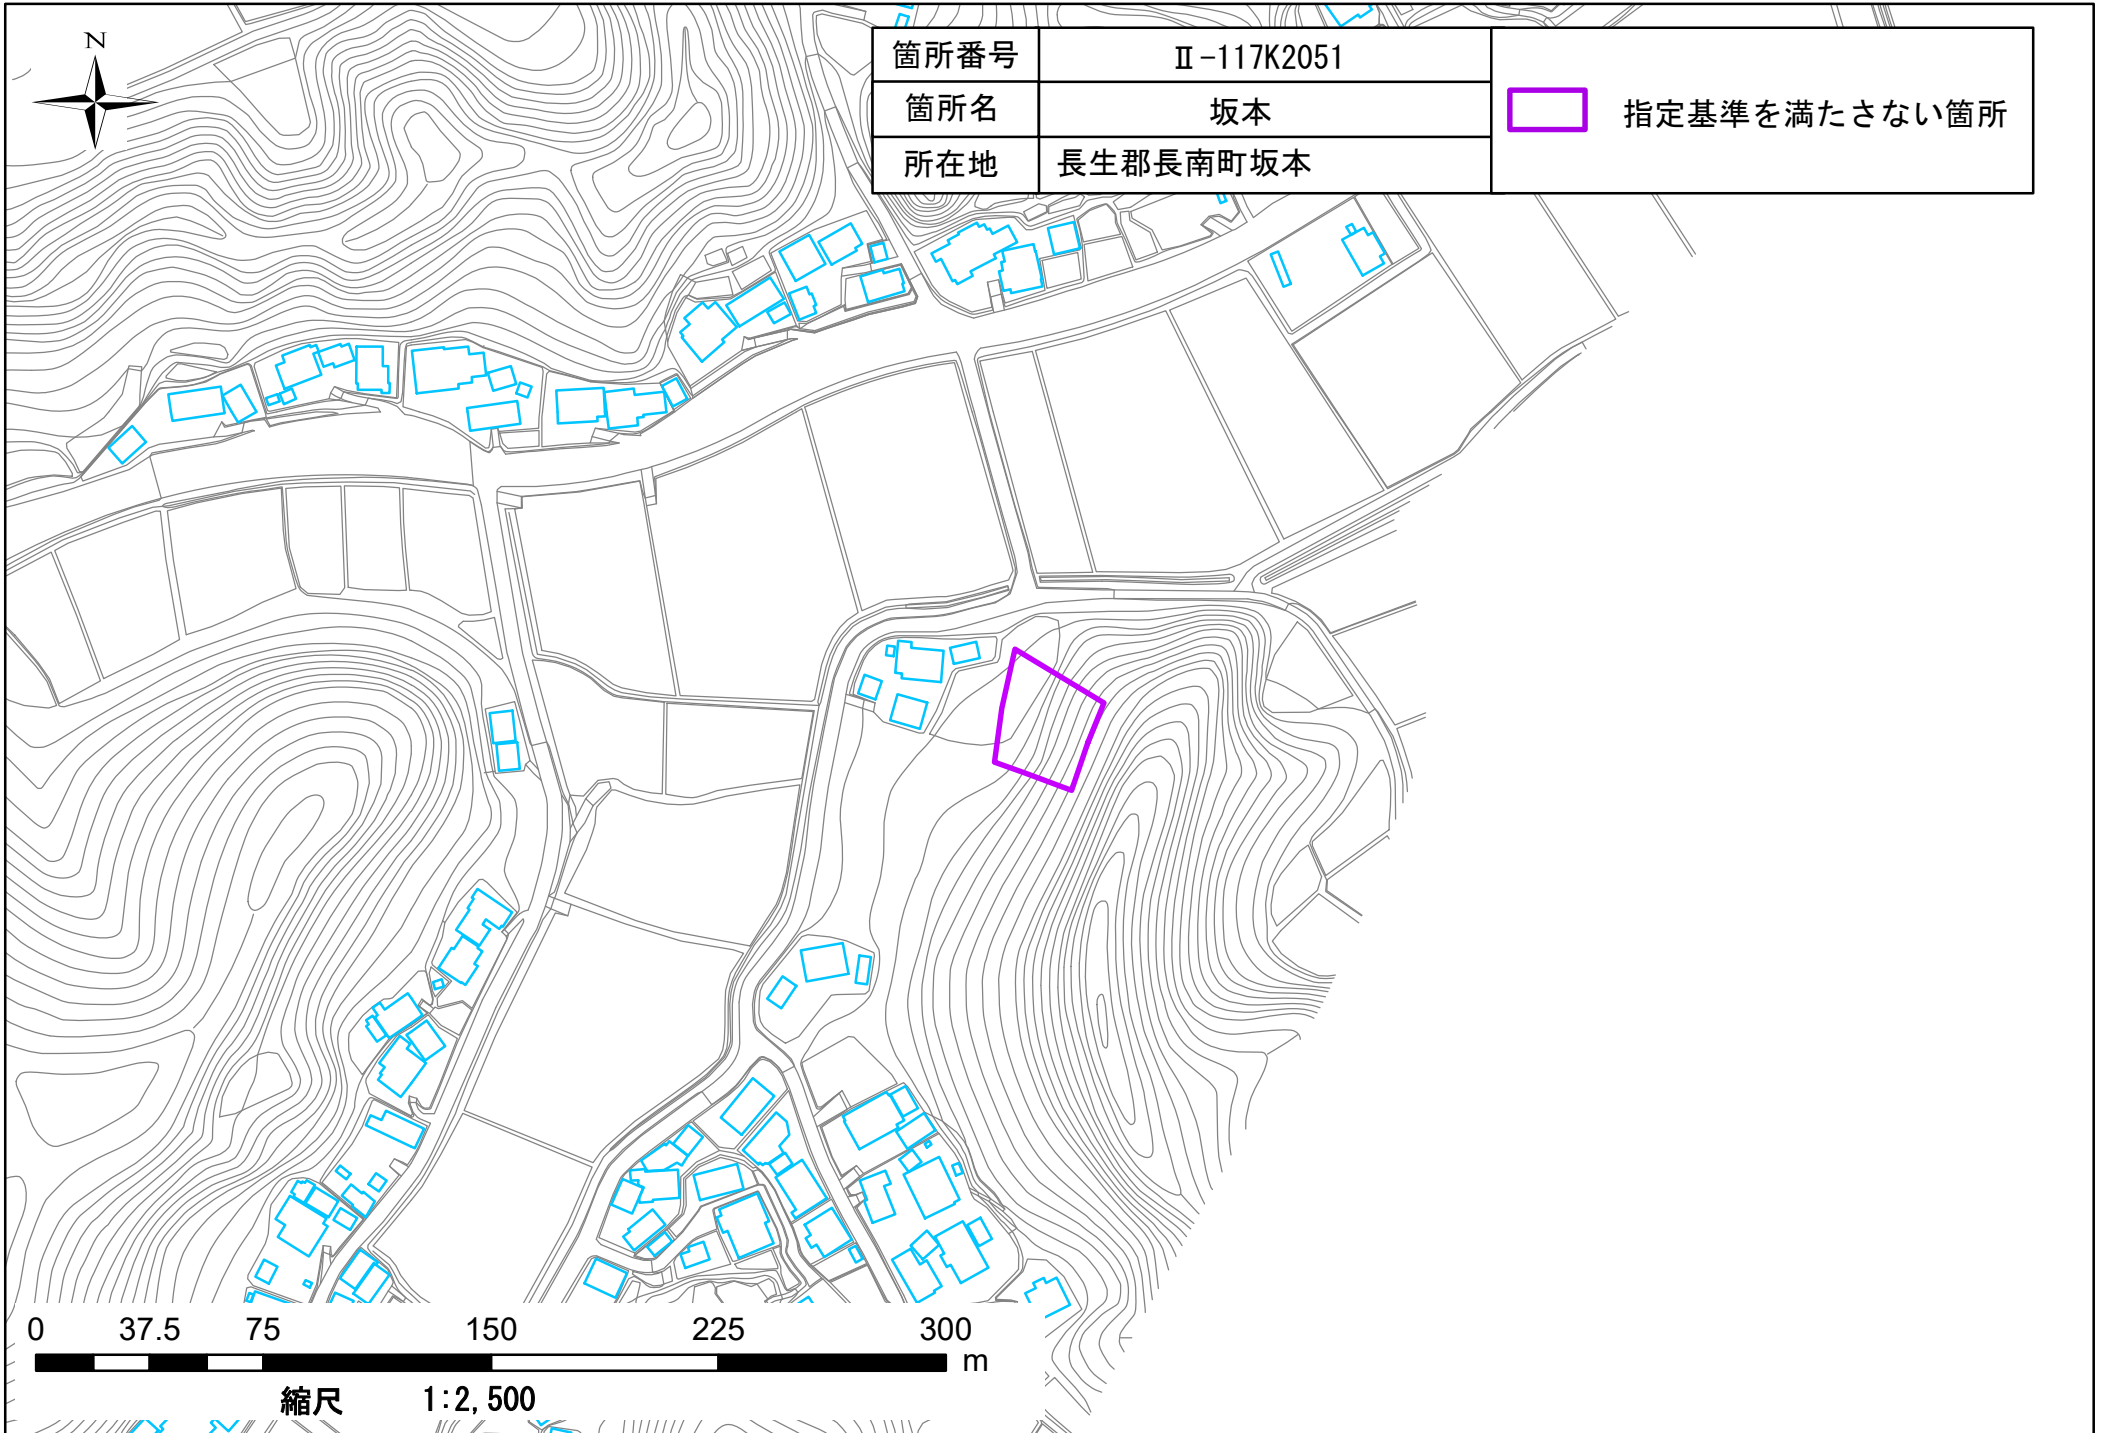 N
箇所番号 Ⅱ-117K2051
箇所名 坂本
所在地 長生郡長南町坂本
指定基準を満たさない箇所
0 37.5 75 150 225 300
m
縮尺 1:2,500